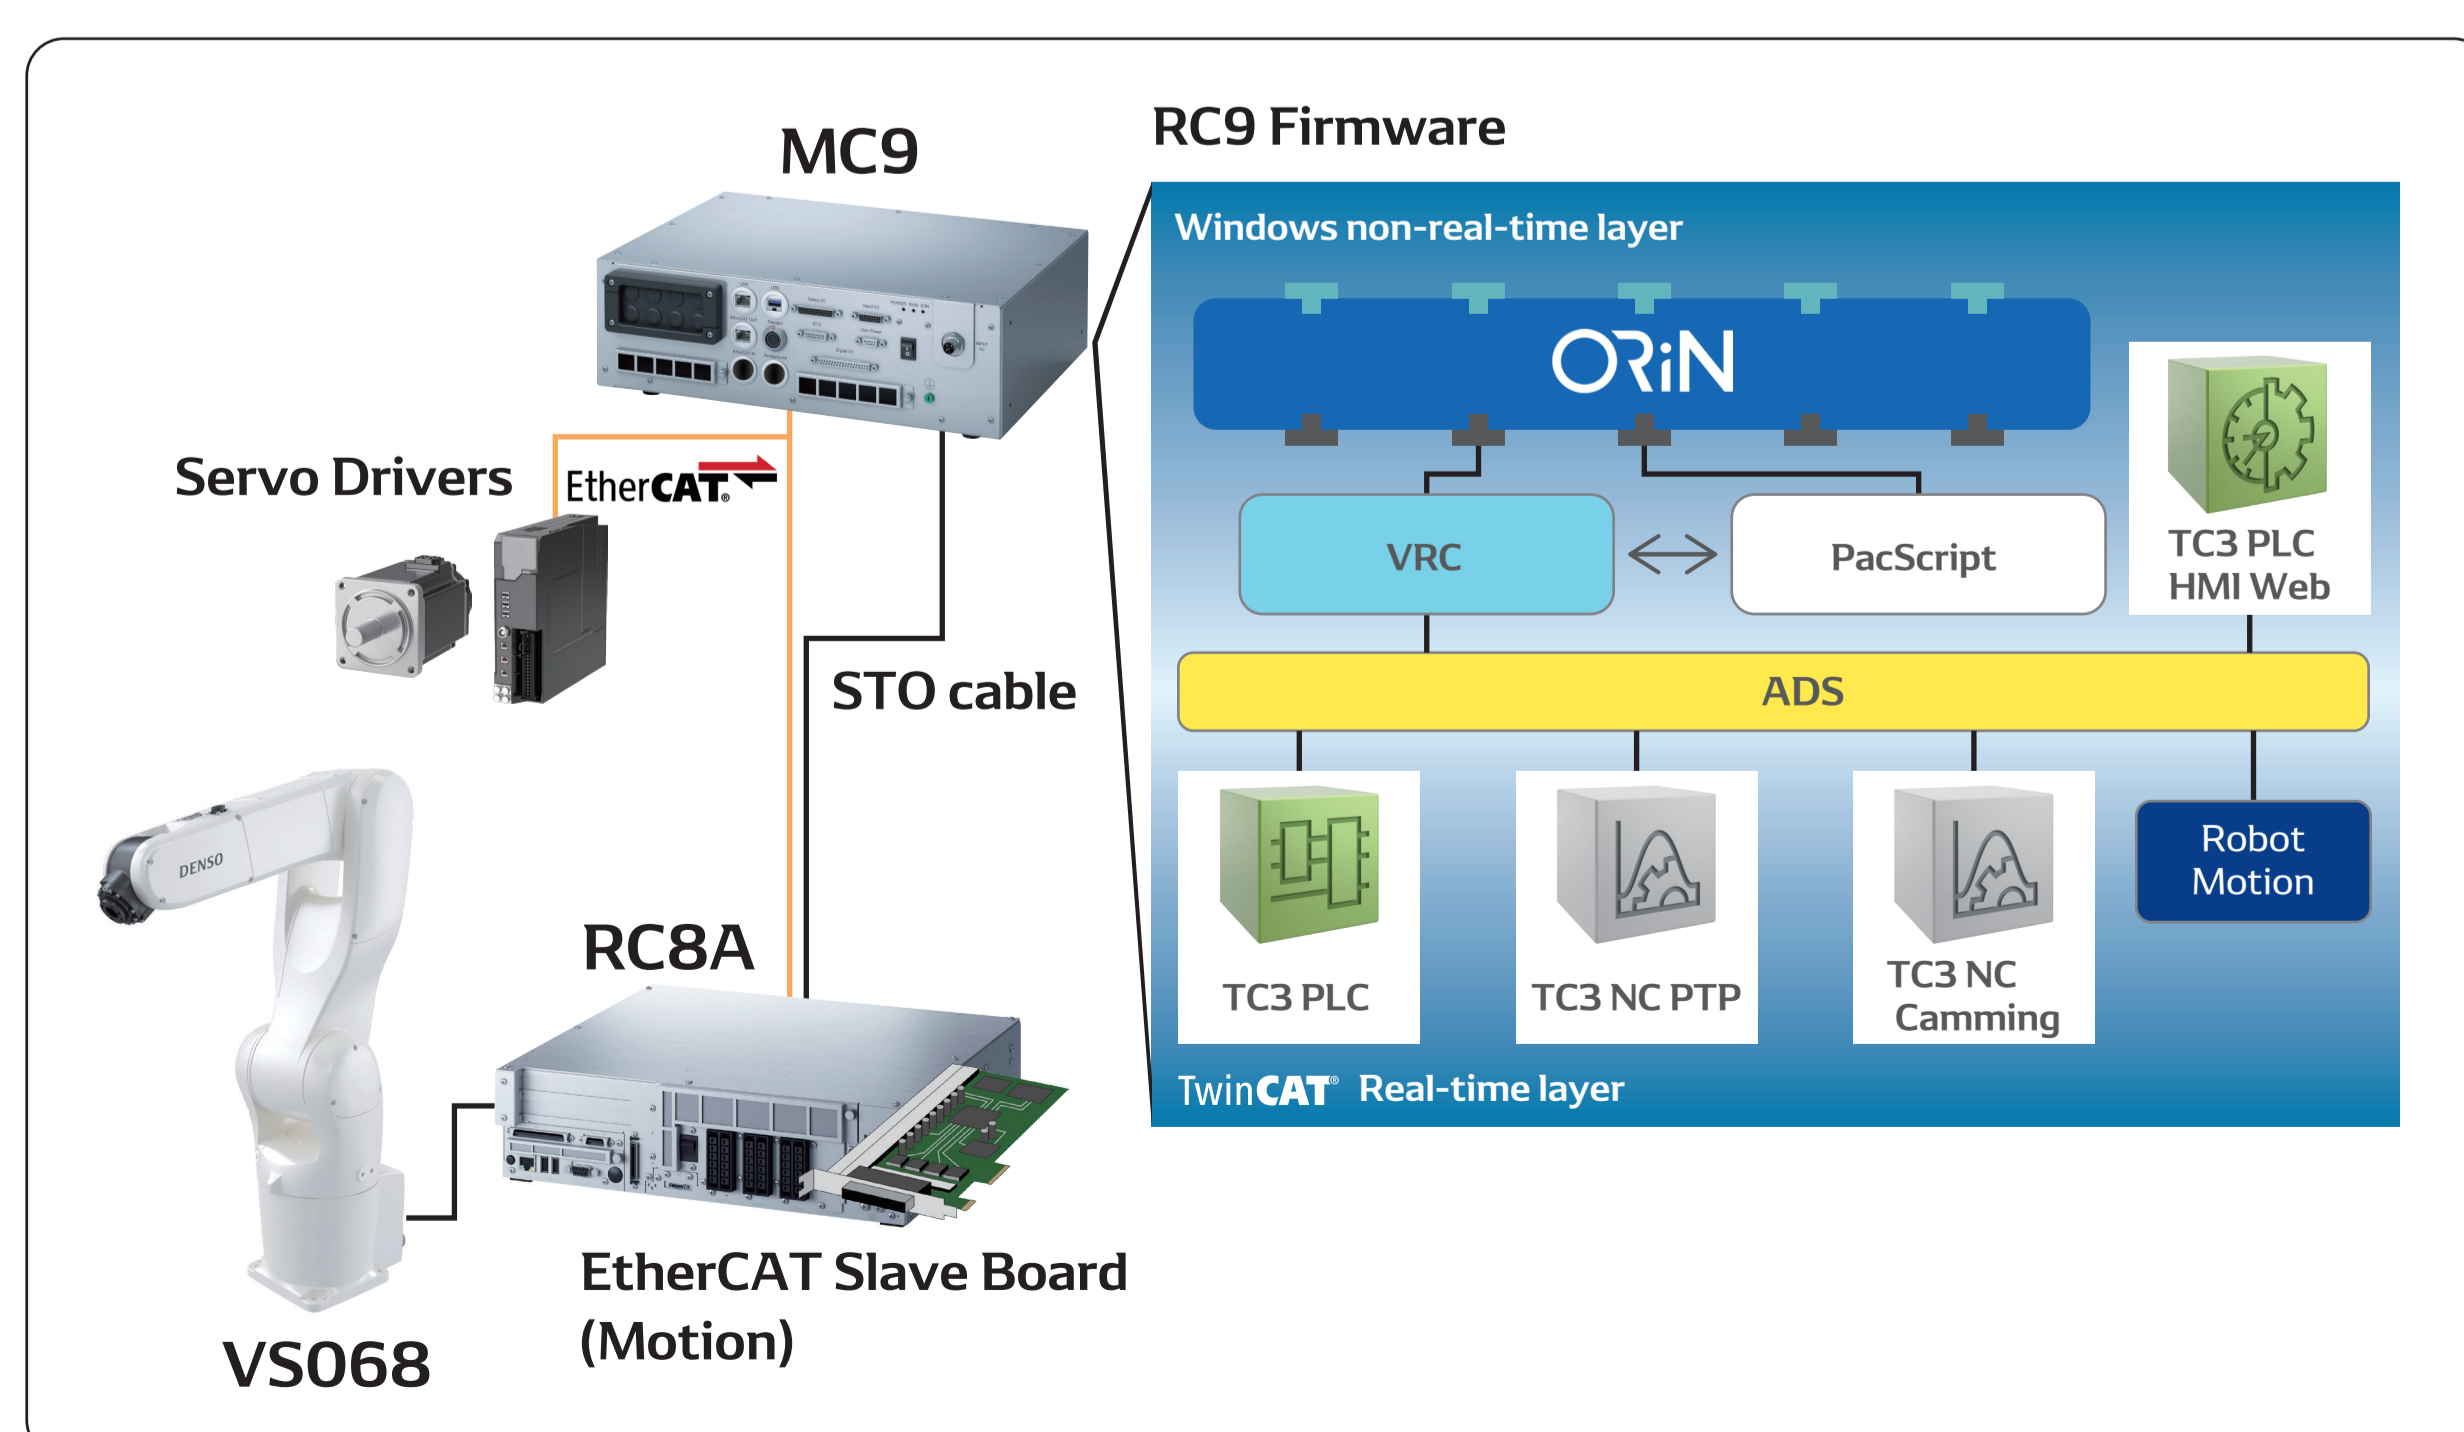 MC9
RC9 Firmware
Windows non-real-time layer
ORiN
Servo Drivers
EtherCAT®
VRC
PacScript
TC3 PLC
HMI Web
STO cable
ADS
DENSO
Robot
Motion
RC8A
TC3 PLC
TC3 NC PTP
TC3 NC
Camming
TwinCAT® Real-time layer
EtherCAT Slave Board
(Motion)
VS068